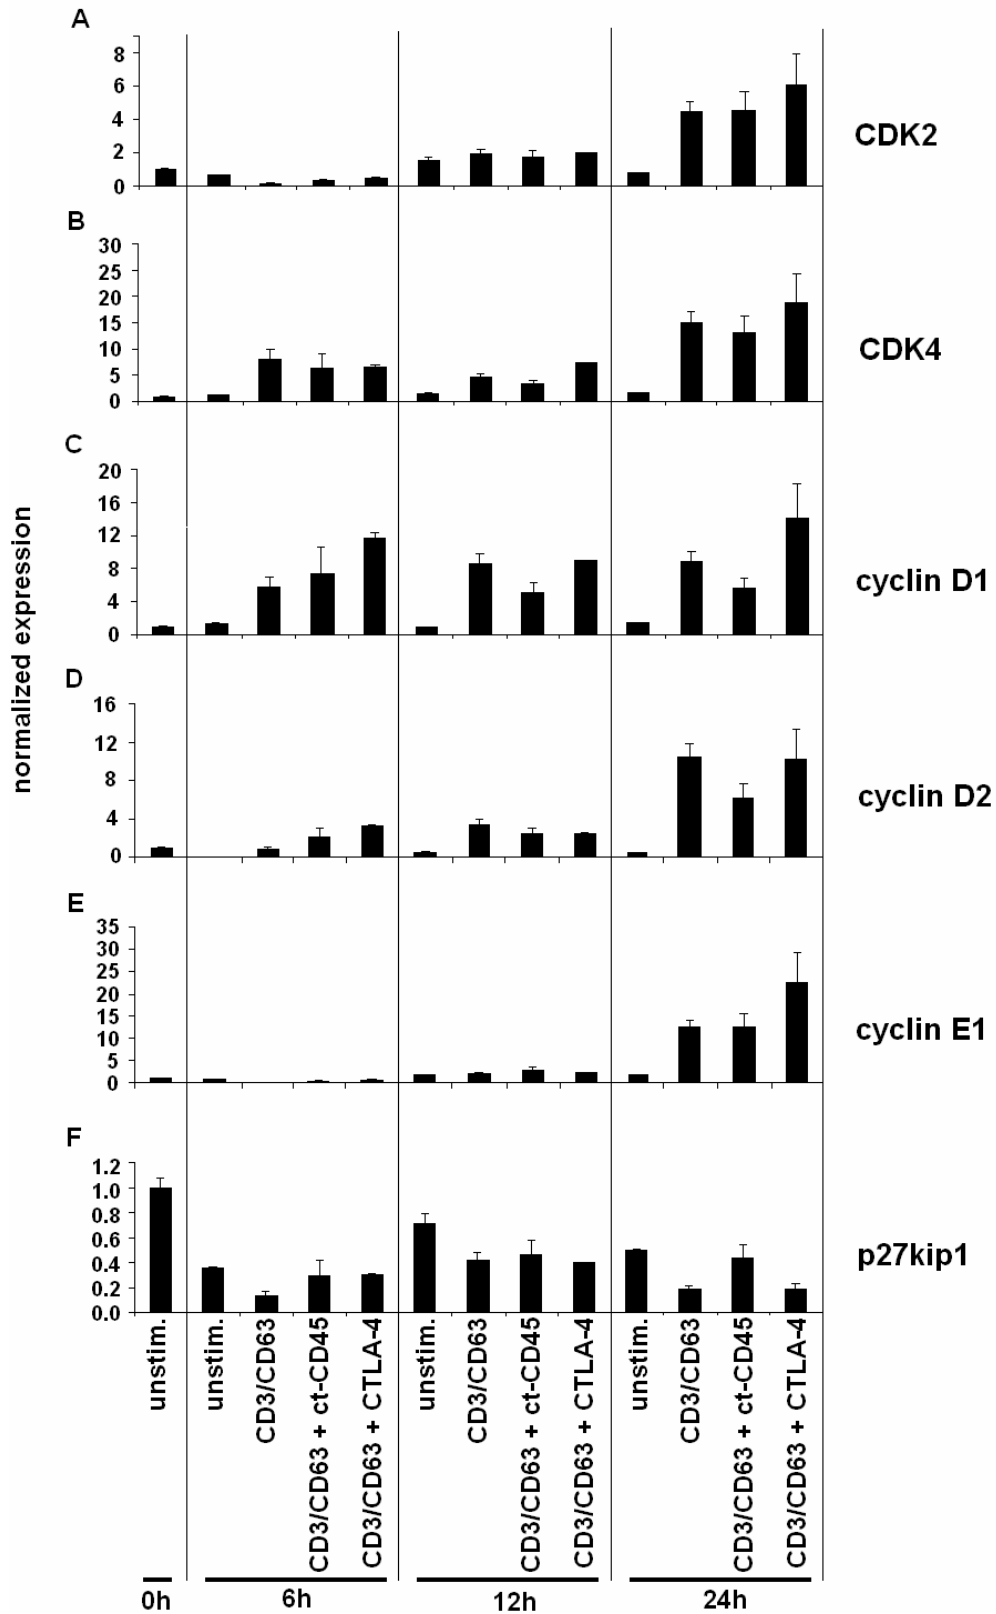 A
8
6
4
2
0
CDK2
B
30
25
20
15
10
5
0
CDK4
C
20
16
12
8
4
0
cyclin D1
normalized expression
D
16
12
8
4
0
cyclin D2
E
35
30
25
20
15
10
5
0
cyclin E1
F
1.2
1.0
0.8
0.6
0.4
0.2
0.0
p27kip1
unstim.
unstim.
CD3/CD63
CD3/CD63 + ct-CD45
CD3/CD63 + CTLA-4
unstim.
CD3/CD63
CD3/CD63 + ct-CD45
CD3/CD63 + CTLA-4
unstim.
CD3/CD63
CD3/CD63 + ct-CD45
CD3/CD63 + CTLA-4
0h
6h
12h
24h